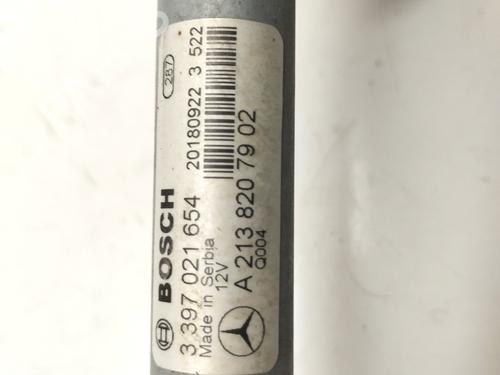 BOSCH
287
3 397 021 654
20180922 3 522
Made in Serbia
12V
A 213 820 79 02
Q004